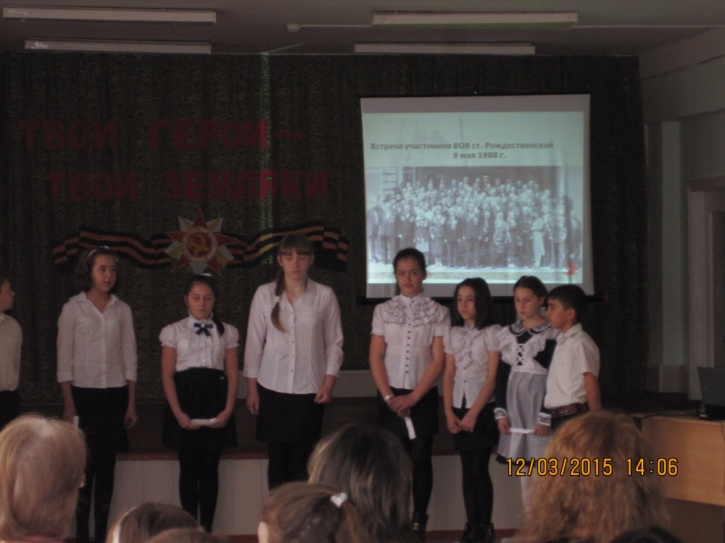 ТВОИ ГЕРОИ –
ТВОИ ЗЕМЛЯКИ
Встреча участников ВОВ ст. Рождественской
9 мая 1988 г.
12/03/2015 14:06